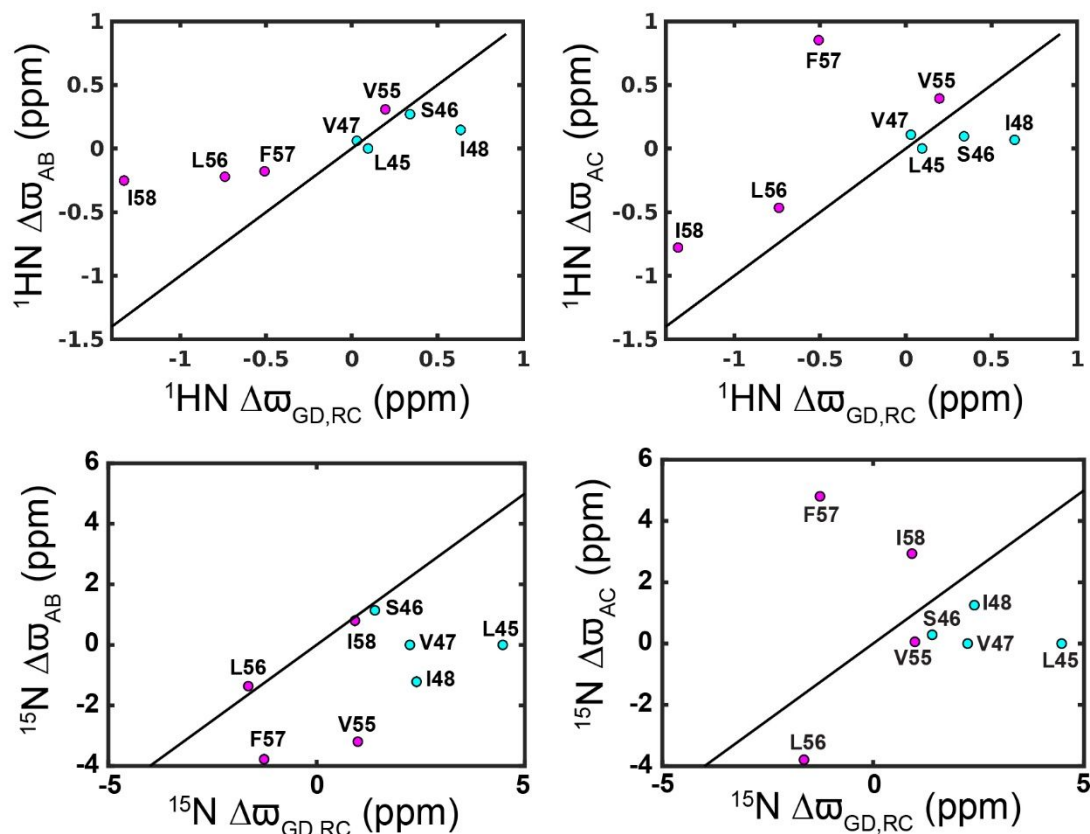 1
0.5
0
-0.5
-1
-1.5
¹HN Δϖ_AB (ppm)
V55
S46
V47
I48
L45
F57
L56
I58
-1 -0.5 0 0.5 1
¹HN Δϖ_GD,RC (ppm)
1
0.5
0
-0.5
-1
-1.5
¹HN Δϖ_AC (ppm)
F57
V55
V47
I48
S46
L45
L56
I58
-1 -0.5 0 0.5 1
¹HN Δϖ_GD,RC (ppm)
6
4
2
0
-2
-4
¹⁵N Δϖ_AB (ppm)
S46
I58
V47
L45
L56
I48
V55
F57
-5 0 5
¹⁵N Δϖ_GD,RC (ppm)
6
4
2
0
-2
-4
¹⁵N Δϖ_AC (ppm)
F57
I58
I48
S46
V55
V47
L45
L56
-5 0 5
¹⁵N Δϖ_GD,RC (ppm)